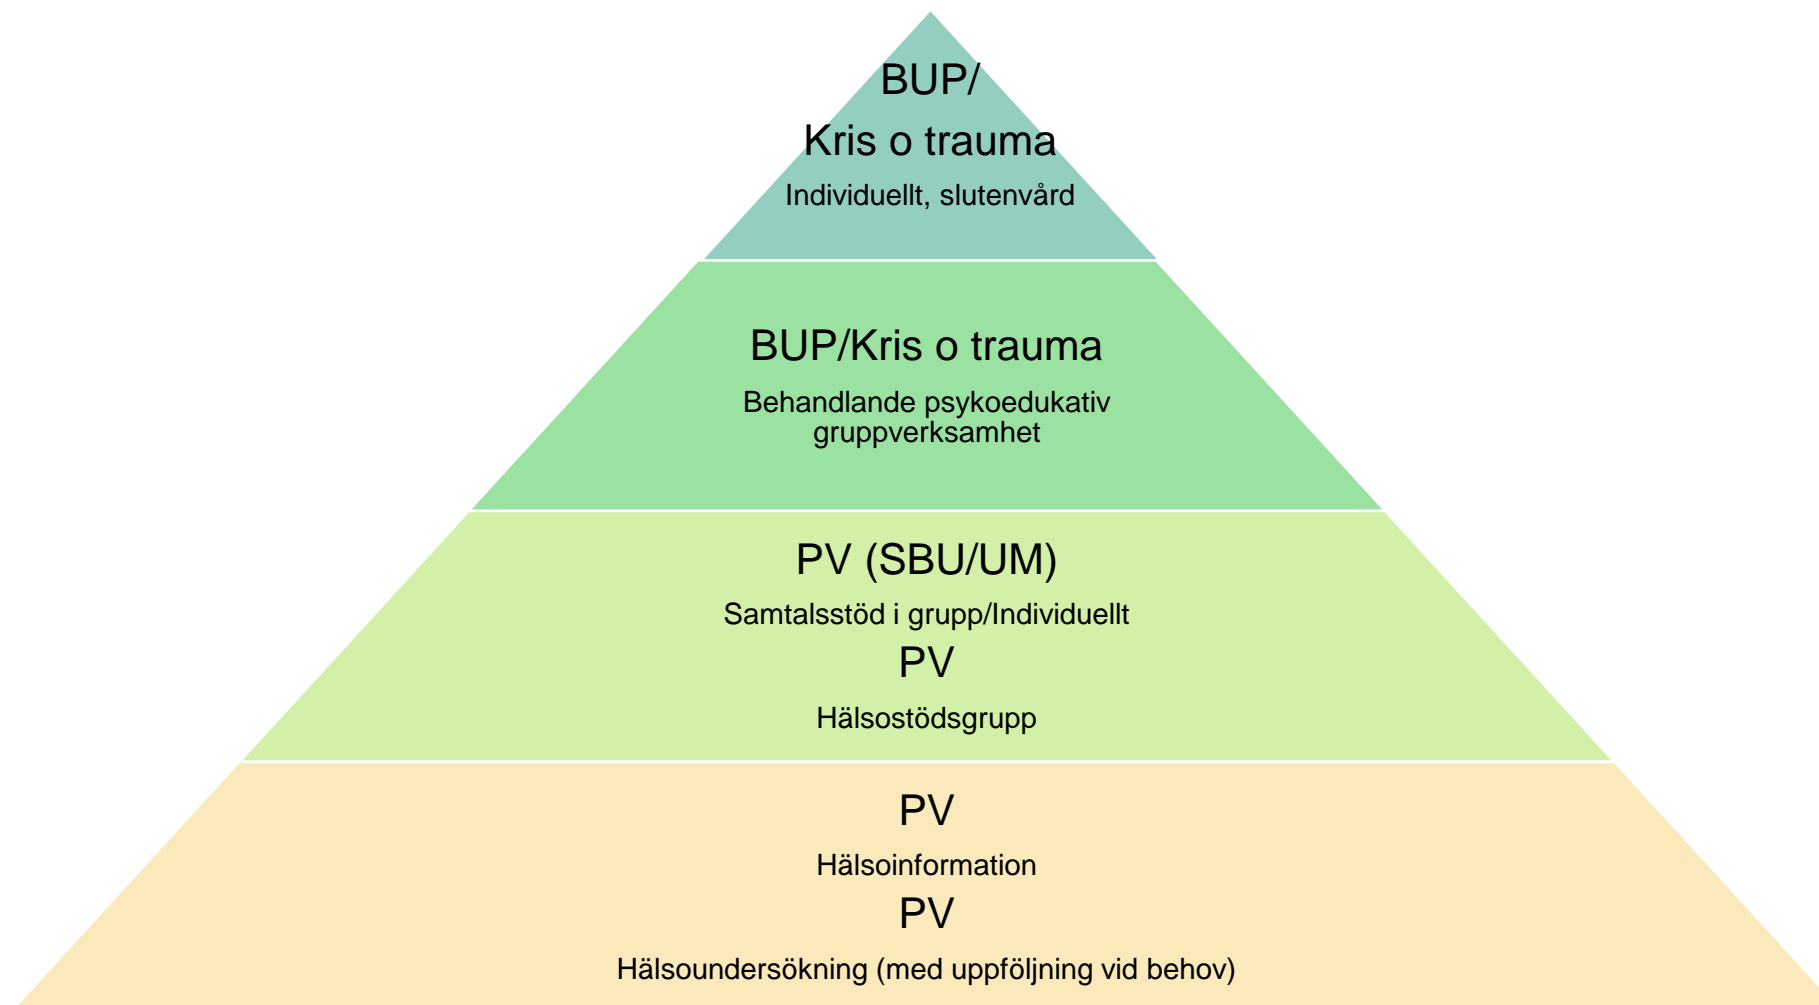 BUP/
Kris o trauma
Individuellt, slutenvård
BUP/Kris o trauma
Behandlande psykoedukativ
gruppverksamhet
PV (SBU/UM)
Samtalsstöd i grupp/Individuellt
PV
Hälsostödsgrupp
PV
Hälsoinformation
PV
Hälsoundersökning (med uppföljning vid behov)